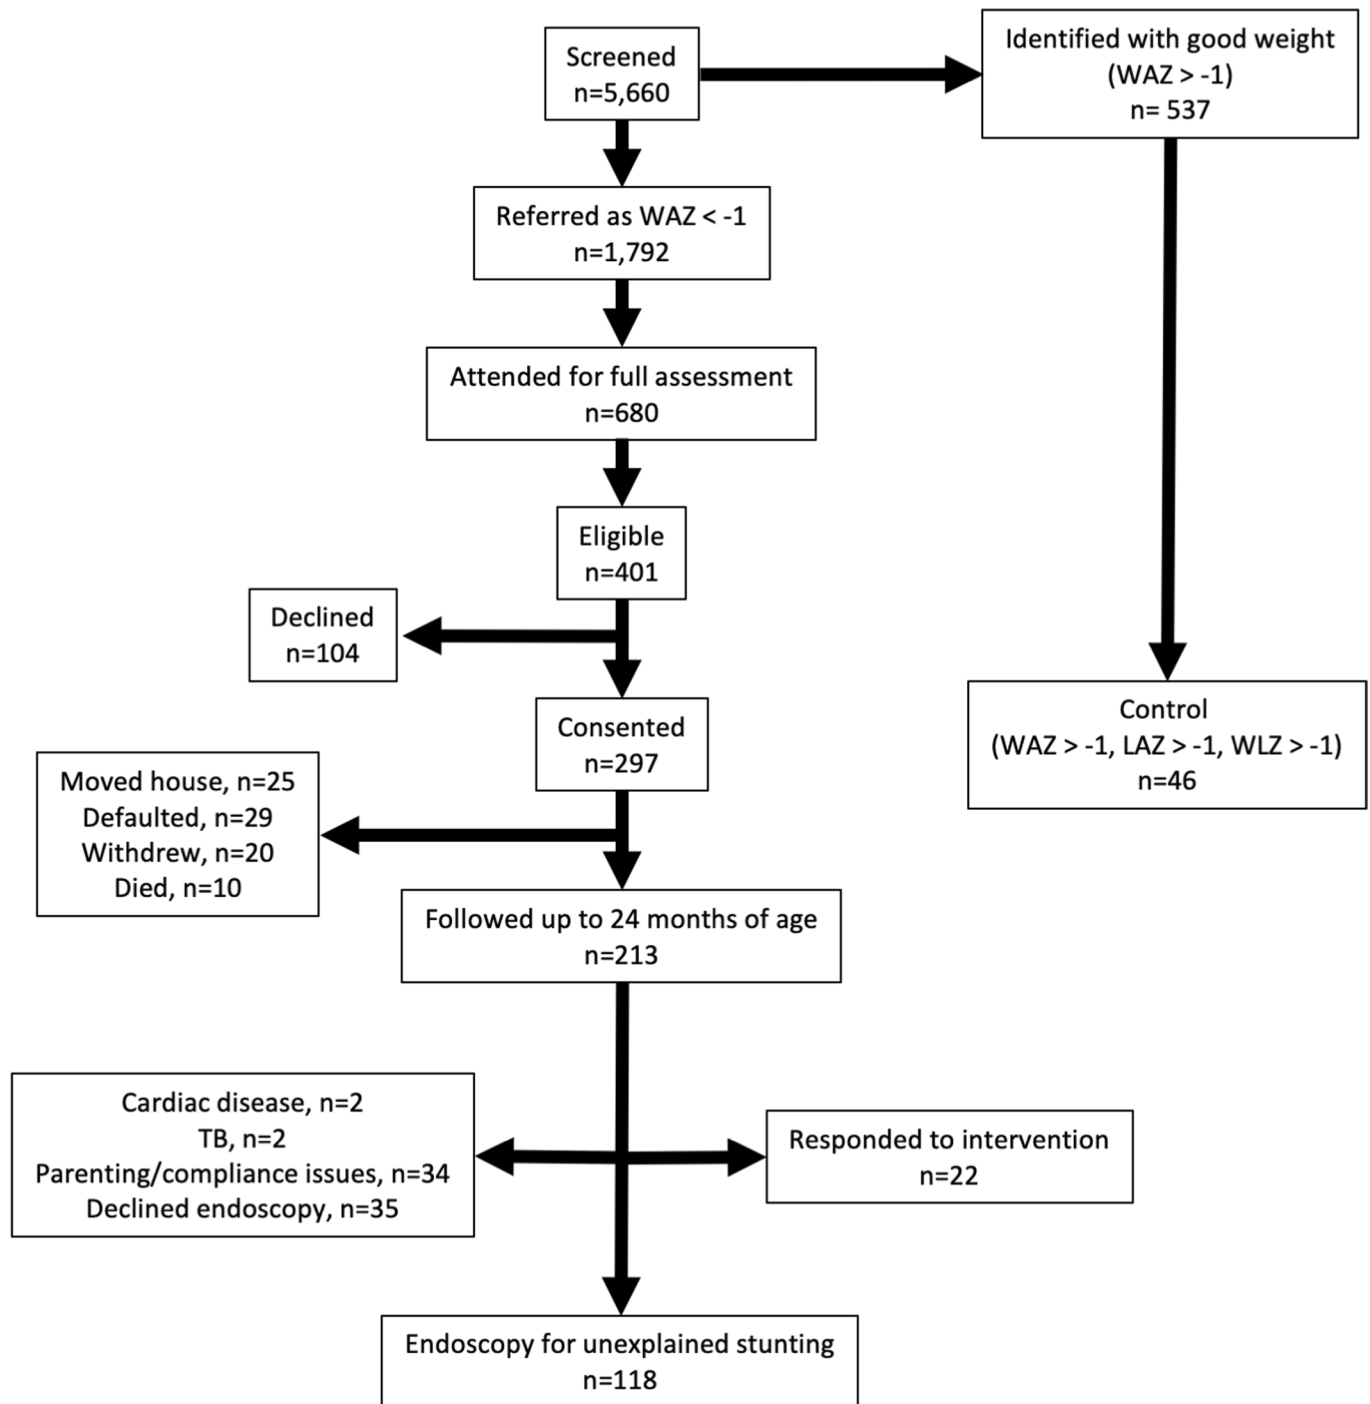 Screened
n=5,660
Identified with good weight
(WAZ > -1)
n= 537
Referred as WAZ < -1
n=1,792
Attended for full assessment
n=680
Eligible
n=401
Declined
n=104
Consented
n=297
Control
(WAZ > -1, LAZ > -1, WLZ > -1)
n=46
Moved house, n=25
Defaulted, n=29
Withdrew, n=20
Died, n=10
Followed up to 24 months of age
n=213
Cardiac disease, n=2
TB, n=2
Parenting/compliance issues, n=34
Declined endoscopy, n=35
Responded to intervention
n=22
Endoscopy for unexplained stunting
n=118